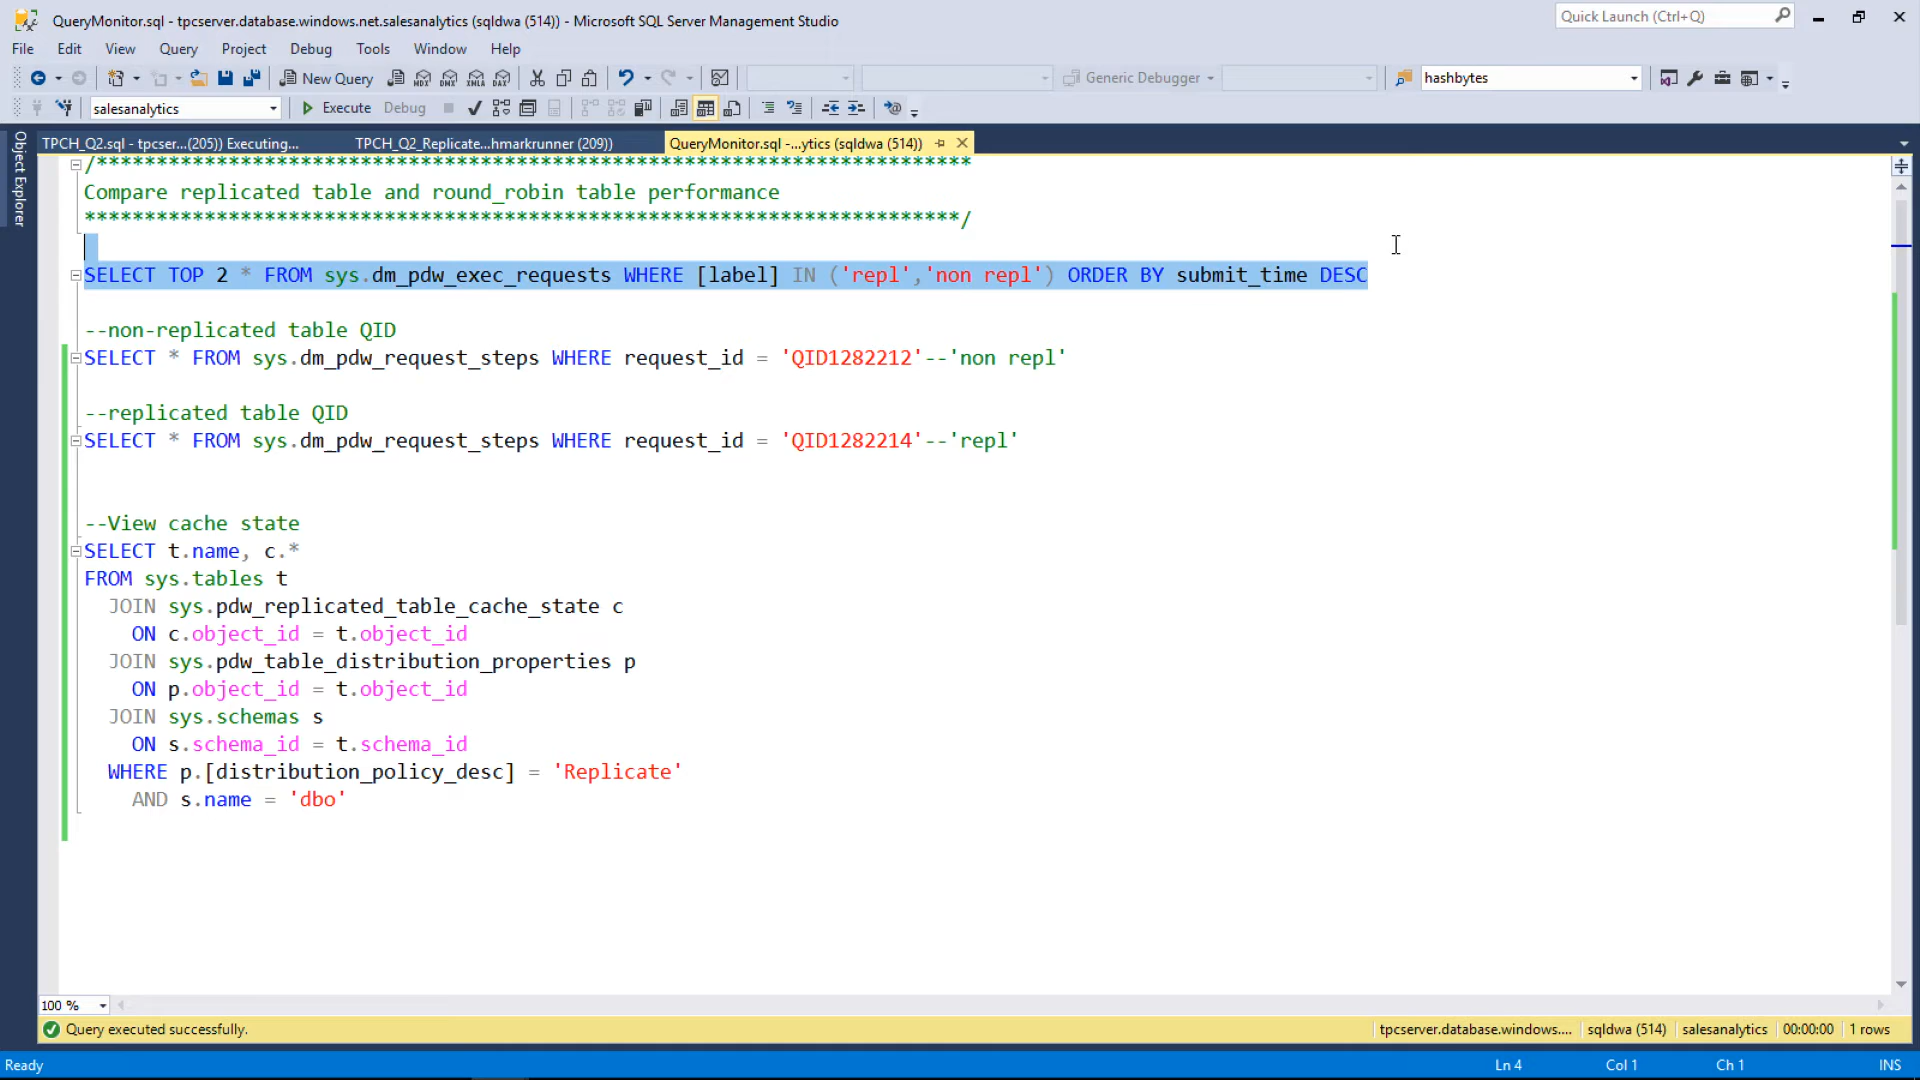 QueryMonitor.sql - tpcserver.database.windows.net.salesanalytics (sqldwa (514)) - Microsoft SQL Server Management Studio
Quick Launch (Ctrl+Q)
File Edit View Query Project Debug Tools Window Help
New Query
Generic Debugger
hashbytes
salesanalytics
Execute
Debug
Object Explorer
TPCH_Q2.sql - tpcser...(205)) Executing...
TPCH_Q2_Replicate...hmarkrunner (209))
QueryMonitor.sql -...ytics (sqldwa (514))
/*************************************************************************
Compare replicated table and round_robin table performance
*************************************************************************/
SELECT TOP 2 * FROM sys.dm_pdw_exec_requests WHERE [label] IN ('repl','non repl') ORDER BY submit_time DESC
--non-replicated table QID
SELECT * FROM sys.dm_pdw_request_steps WHERE request_id = 'QID1282212'--'non repl'
--replicated table QID
SELECT * FROM sys.dm_pdw_request_steps WHERE request_id = 'QID1282214'--'repl'
--View cache state
SELECT t.name, c.*
FROM sys.tables t
JOIN sys.pdw_replicated_table_cache_state c
ON c.object_id = t.object_id
JOIN sys.pdw_table_distribution_properties p
ON p.object_id = t.object_id
JOIN sys.schemas s
ON s.schema_id = t.schema_id
WHERE p.[distribution_policy_desc] = 'Replicate'
AND s.name = 'dbo'
100 %
Query executed successfully.
tpcserver.database.windows.... sqldwa (514) salesanalytics 00:00:00 1 rows
Ready
Ln 4 Col 1 Ch 1 INS